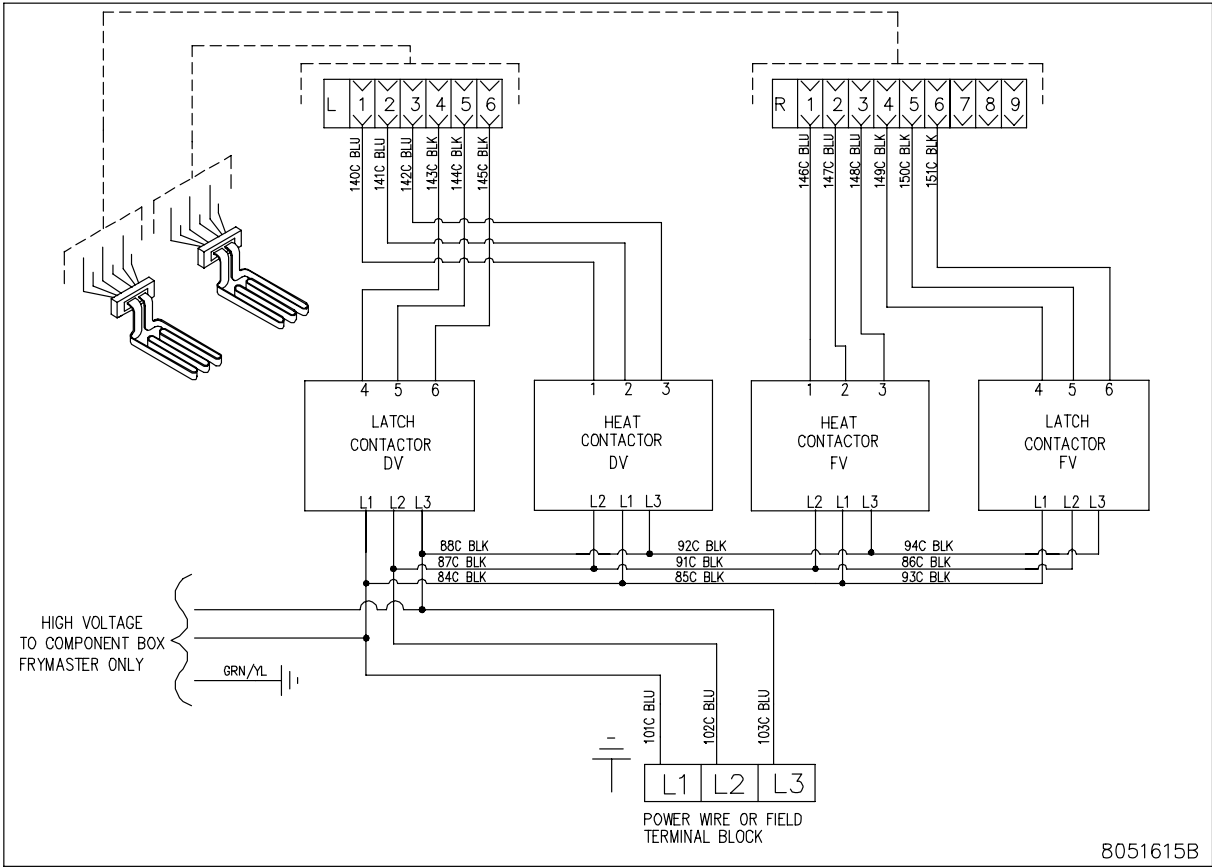 L 1 2 3 4 5 6
R 1 2 3 4 5 6 7 8 9
140C BLU
141C BLU
142C BLU
143C BLK
144C BLK
145C BLK
146C BLU
147C BLU
148C BLU
149C BLK
150C BLK
151C BLK
4 5 6
LATCH
CONTACTOR
DV
L1 L2 L3
1 2 3
HEAT
CONTACTOR
DV
L2 L1 L3
1 2 3
HEAT
CONTACTOR
FV
L2 L1 L3
4 5 6
LATCH
CONTACTOR
FV
L1 L2 L3
88C BLK 92C BLK 94C BLK
87C BLK 91C BLK 86C BLK
84C BLK 85C BLK 93C BLK
HIGH VOLTAGE
TO COMPONENT BOX
FRYMASTER ONLY
GRN/YL
101C BLU
102C BLU
103C BLU
L1 L2 L3
POWER WIRE OR FIELD
TERMINAL BLOCK
8051615B